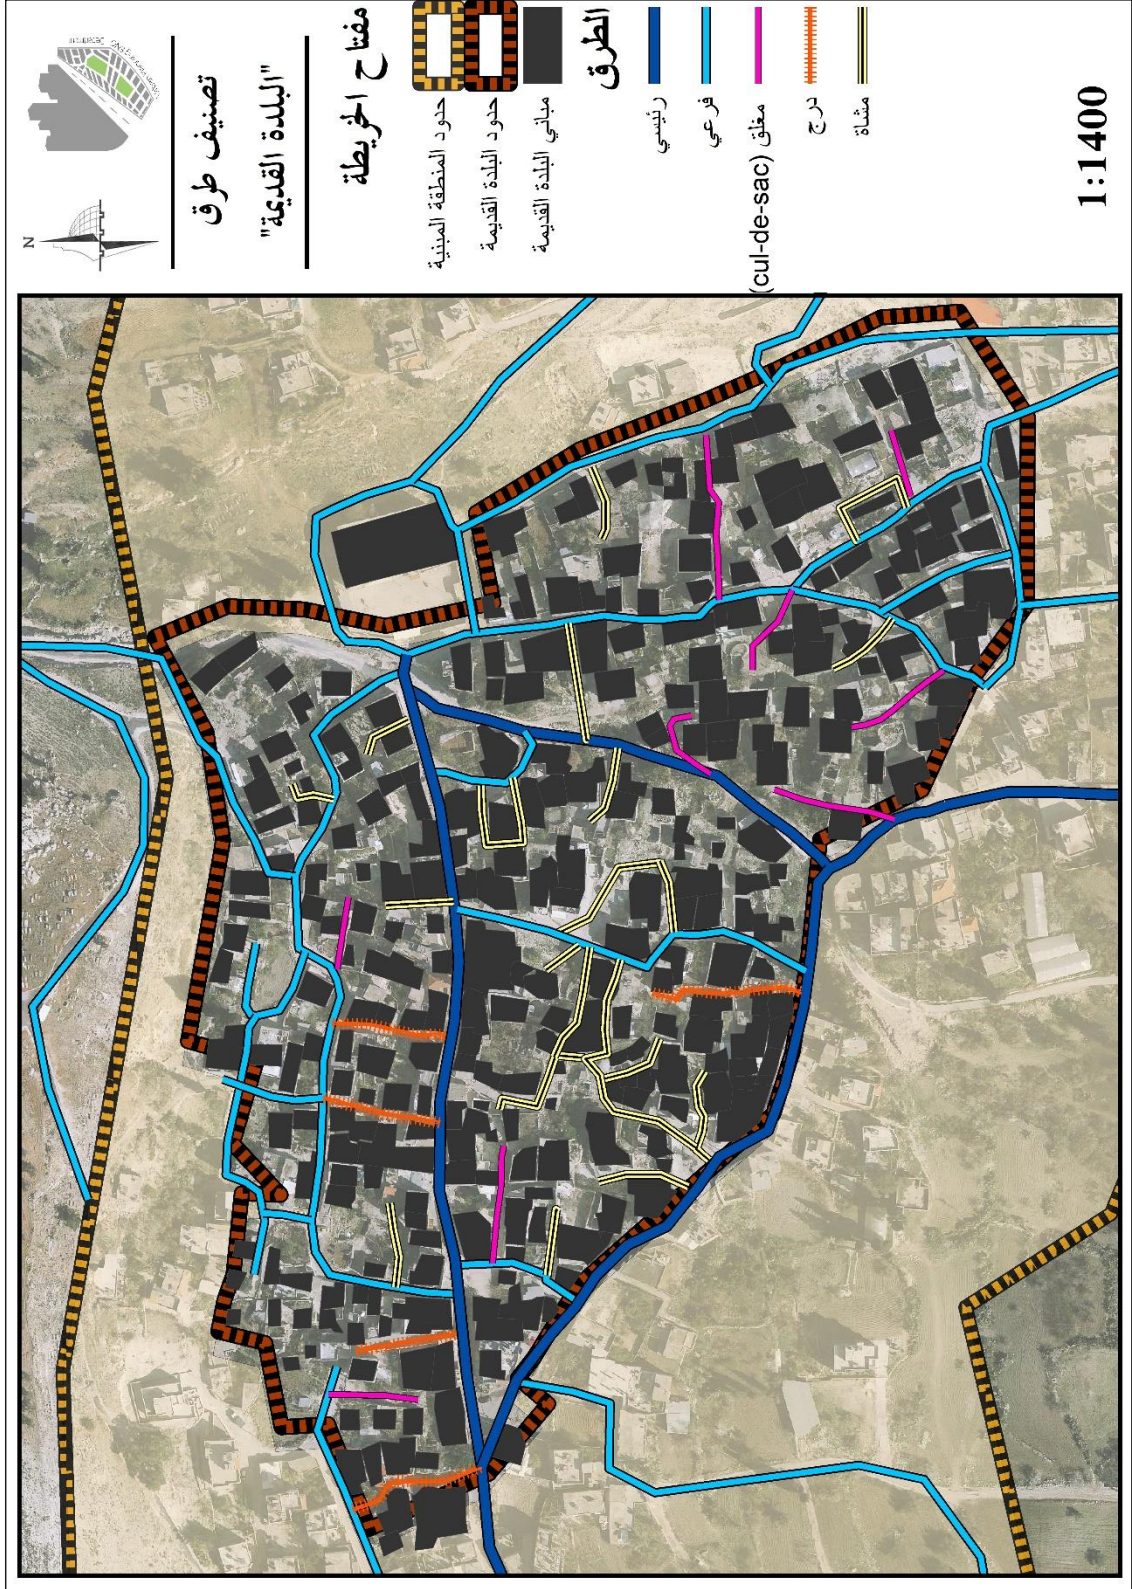 N
تصنيف طرق
"البلدة القديمة"
مفتاح الخريطة
حدود المنطقة المبنية
حدود البلدة القديمة
مباني البلدة القديمة
الطرق
رئيسي
فرعي
مغلق (cul-de-sac)
درج
مشاة
1:1400